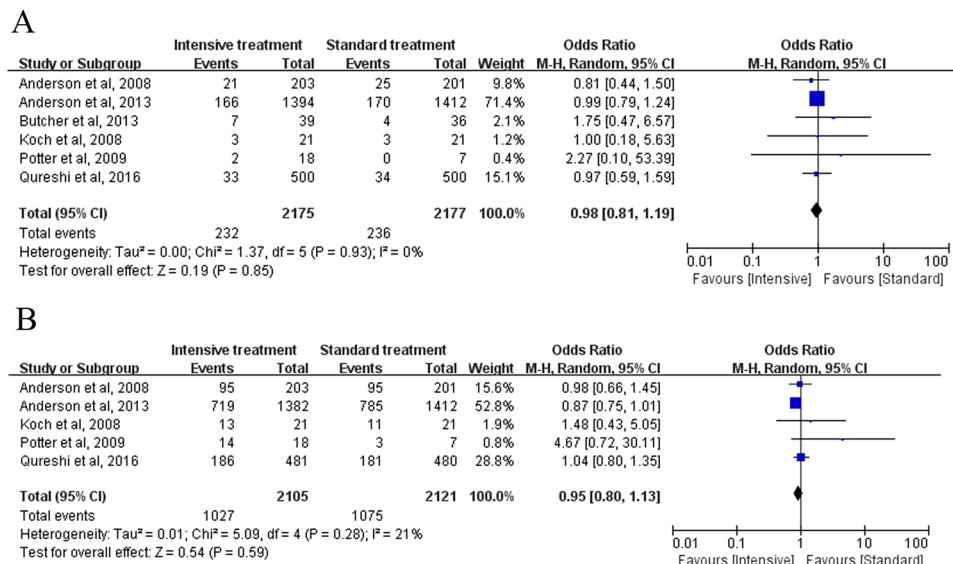 A
Intensive treatment Standard treatment Odds Ratio Odds Ratio
Study or Subgroup Events Total Events Total Weight M-H, Random, 95% CI M-H, Random, 95% CI
Anderson et al, 2008 21 203 25 201 9.8% 0.81 [0.44, 1.50]
Anderson et al, 2013 166 1394 170 1412 71.4% 0.99 [0.79, 1.24]
Butcher et al, 2013 7 39 4 36 2.1% 1.75 [0.47, 6.57]
Koch et al, 2008 3 21 3 21 1.2% 1.00 [0.18, 5.63]
Potter et al, 2009 2 18 0 7 0.4% 2.27 [0.10, 53.39]
Qureshi et al, 2016 33 500 34 500 15.1% 0.97 [0.59, 1.59]
Total (95% CI) 2175 2177 100.0% 0.98 [0.81, 1.19]
Total events 232 236
Heterogeneity: Tau² = 0.00; Chi² = 1.37, df = 5 (P = 0.93); I² = 0%
Test for overall effect: Z = 0.19 (P = 0.85)
0.01 0.1 1 10 100
Favours [Intensive] Favours [Standard]
B
Intensive treatment Standard treatment Odds Ratio Odds Ratio
Study or Subgroup Events Total Events Total Weight M-H, Random, 95% CI M-H, Random, 95% CI
Anderson et al, 2008 95 203 95 201 15.6% 0.98 [0.66, 1.45]
Anderson et al, 2013 719 1382 785 1412 52.8% 0.87 [0.75, 1.01]
Koch et al, 2008 13 21 11 21 1.9% 1.48 [0.43, 5.05]
Potter et al, 2009 14 18 3 7 0.8% 4.67 [0.72, 30.11]
Qureshi et al, 2016 186 481 181 480 28.8% 1.04 [0.80, 1.35]
Total (95% CI) 2105 2121 100.0% 0.95 [0.80, 1.13]
Total events 1027 1075
Heterogeneity: Tau² = 0.01; Chi² = 5.09, df = 4 (P = 0.28); I² = 21%
Test for overall effect: Z = 0.54 (P = 0.59)
0.01 0.1 1 10 100
Favours [Intensive] Favours [Standard]